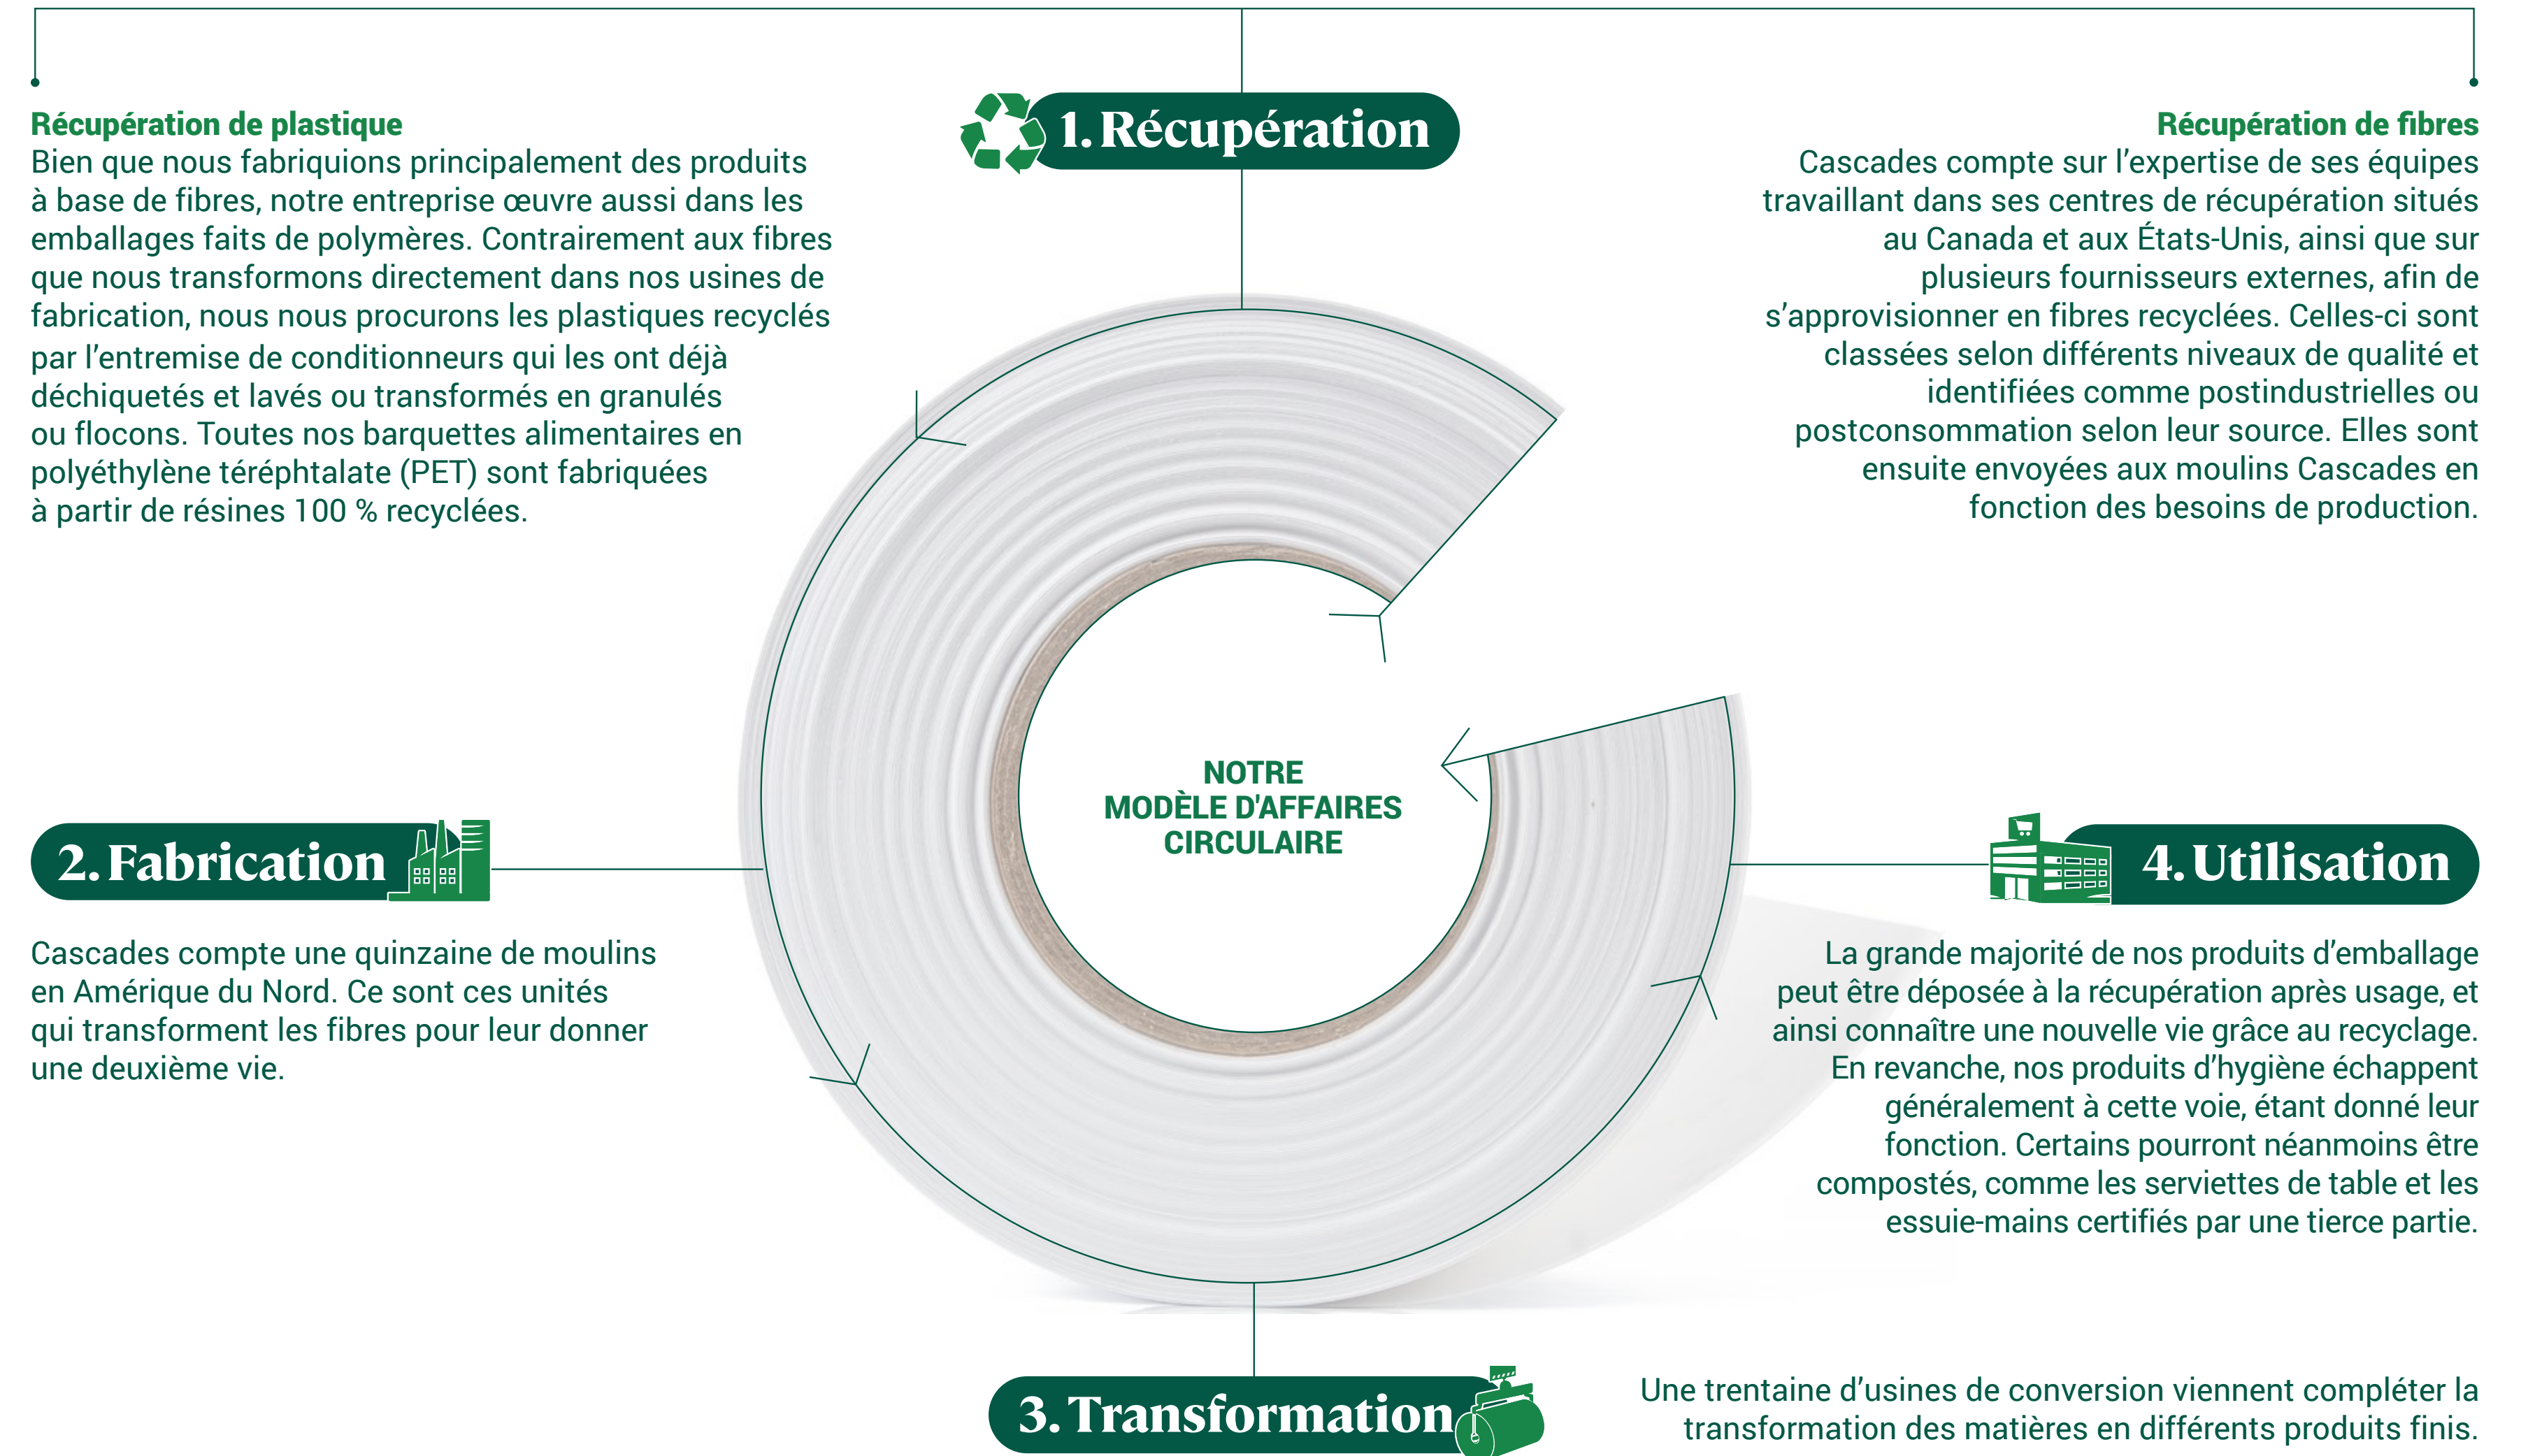 1. Récupération
Récupération de plastique
Bien que nous fabriquions principalement des produits
à base de fibres, notre entreprise œuvre aussi dans les
emballages faits de polymères. Contrairement aux fibres
que nous transformons directement dans nos usines de
fabrication, nous nous procurons les plastiques recyclés
par l’entremise de conditionneurs qui les ont déjà
déchiquetés et lavés ou transformés en granulés
ou flocons. Toutes nos barquettes alimentaires en
polyéthylène téréphtalate (PET) sont fabriquées
à partir de résines 100 % recyclées.
Récupération de fibres
Cascades compte sur l’expertise de ses équipes
travaillant dans ses centres de récupération situés
au Canada et aux États-Unis, ainsi que sur
plusieurs fournisseurs externes, afin de
s’approvisionner en fibres recyclées. Celles-ci sont
classées selon différents niveaux de qualité et
identifiées comme postindustrielles ou
postconsommation selon leur source. Elles sont
ensuite envoyées aux moulins Cascades en
fonction des besoins de production.
NOTRE
MODÈLE D'AFFAIRES
CIRCULAIRE
2. Fabrication
Cascades compte une quinzaine de moulins
en Amérique du Nord. Ce sont ces unités
qui transforment les fibres pour leur donner
une deuxième vie.
4. Utilisation
La grande majorité de nos produits d’emballage
peut être déposée à la récupération après usage, et
ainsi connaître une nouvelle vie grâce au recyclage.
En revanche, nos produits d’hygiène échappent
généralement à cette voie, étant donné leur
fonction. Certains pourront néanmoins être
compostés, comme les serviettes de table et les
essuie-mains certifiés par une tierce partie.
3. Transformation
Une trentaine d’usines de conversion viennent compléter la
transformation des matières en différents produits finis.